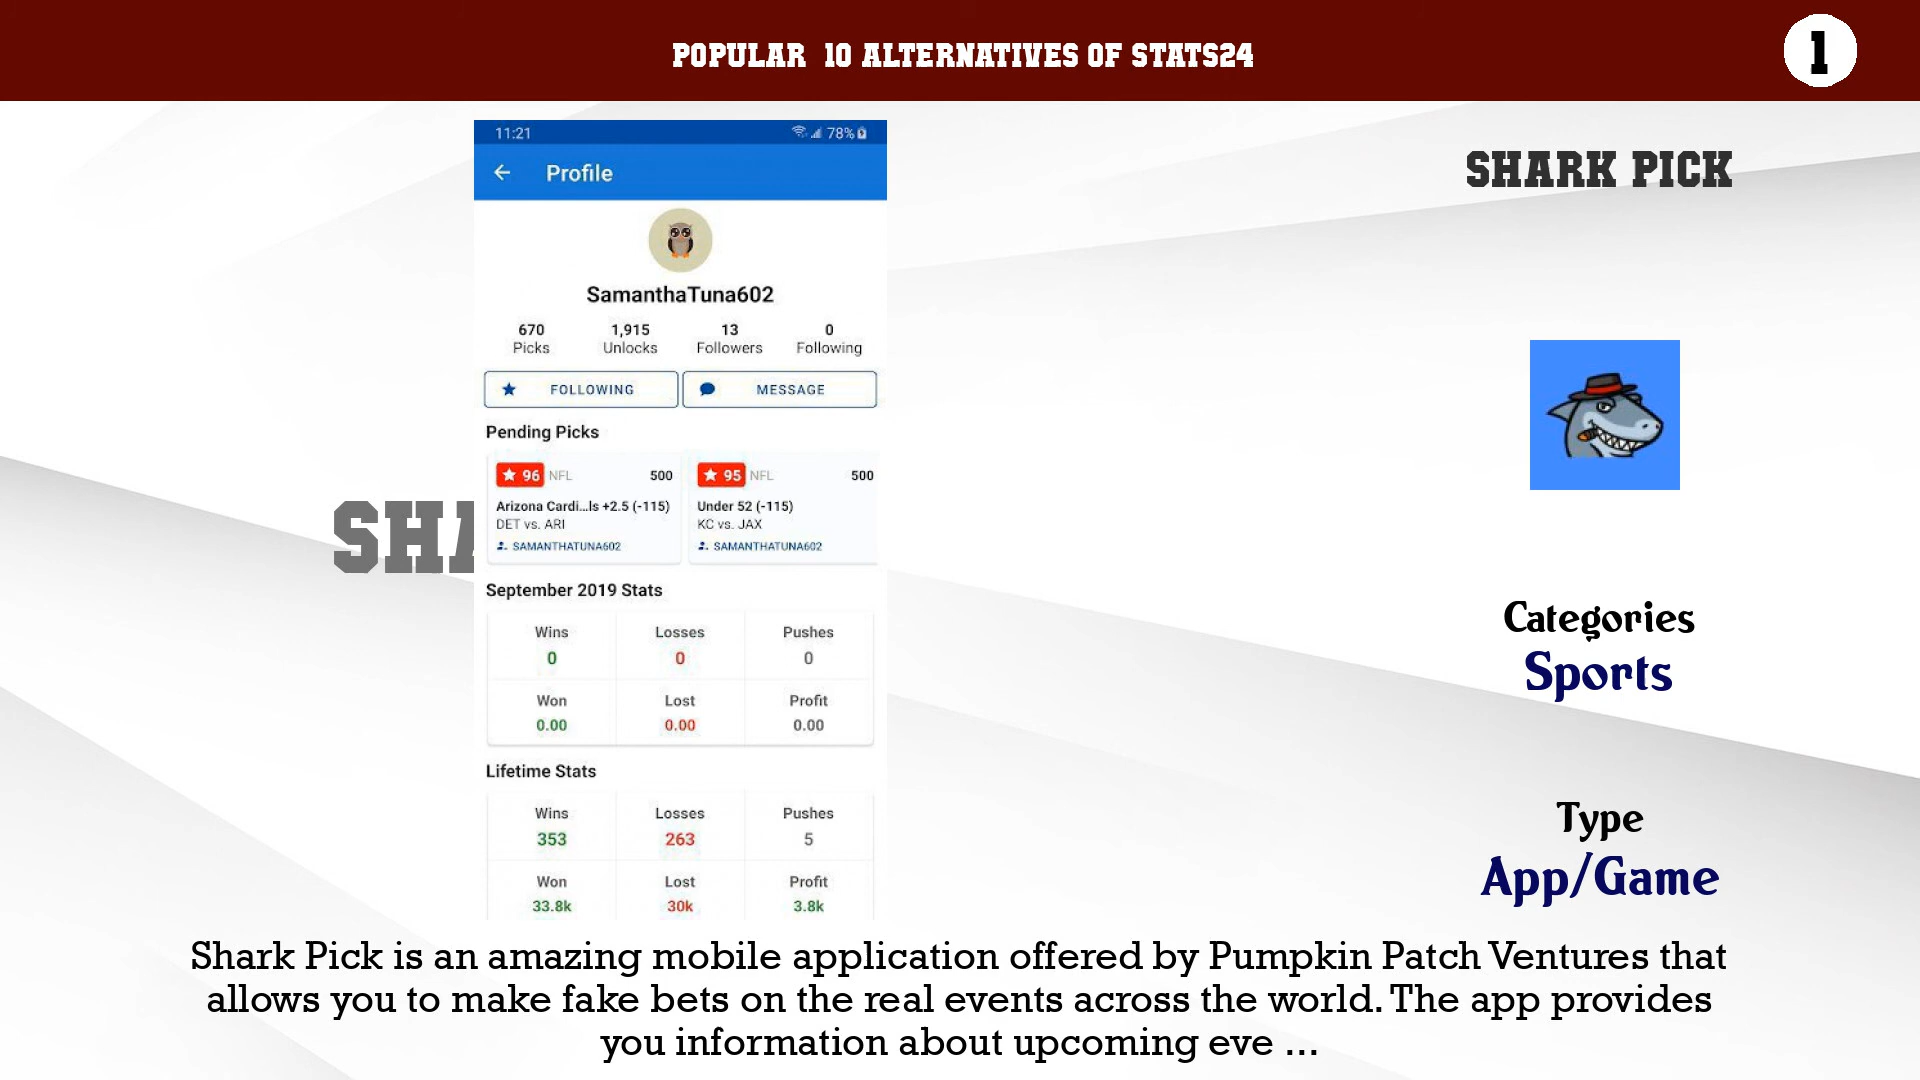 POPULAR 10 ALTERNATIVES OF STATS24
1
SHARK PICK
11:21
78%
Profile
SamanthaTuna602
670 1,915 13 0
Picks Unlocks Followers Following
FOLLOWING MESSAGE
Pending Picks
96 NFL 500 95 NFL 500
Arizona Cardi...ls +2.5 (-115) Under 52 (-115)
DET vs. ARI KC vs. JAX
SAMANTHATUNA602 SAMANTHATUNA602
SHA
September 2019 Stats
Wins Losses Pushes
0 0 0
Won Lost Profit
0.00 0.00 0.00
Lifetime Stats
Wins Losses Pushes
353 263 5
Won Lost Profit
33.8k 30k 3.8k
Categories
Sports
Type
App/Game
Shark Pick is an amazing mobile application offered by Pumpkin Patch Ventures that
allows you to make fake bets on the real events across the world. The app provides
you information about upcoming eve ...